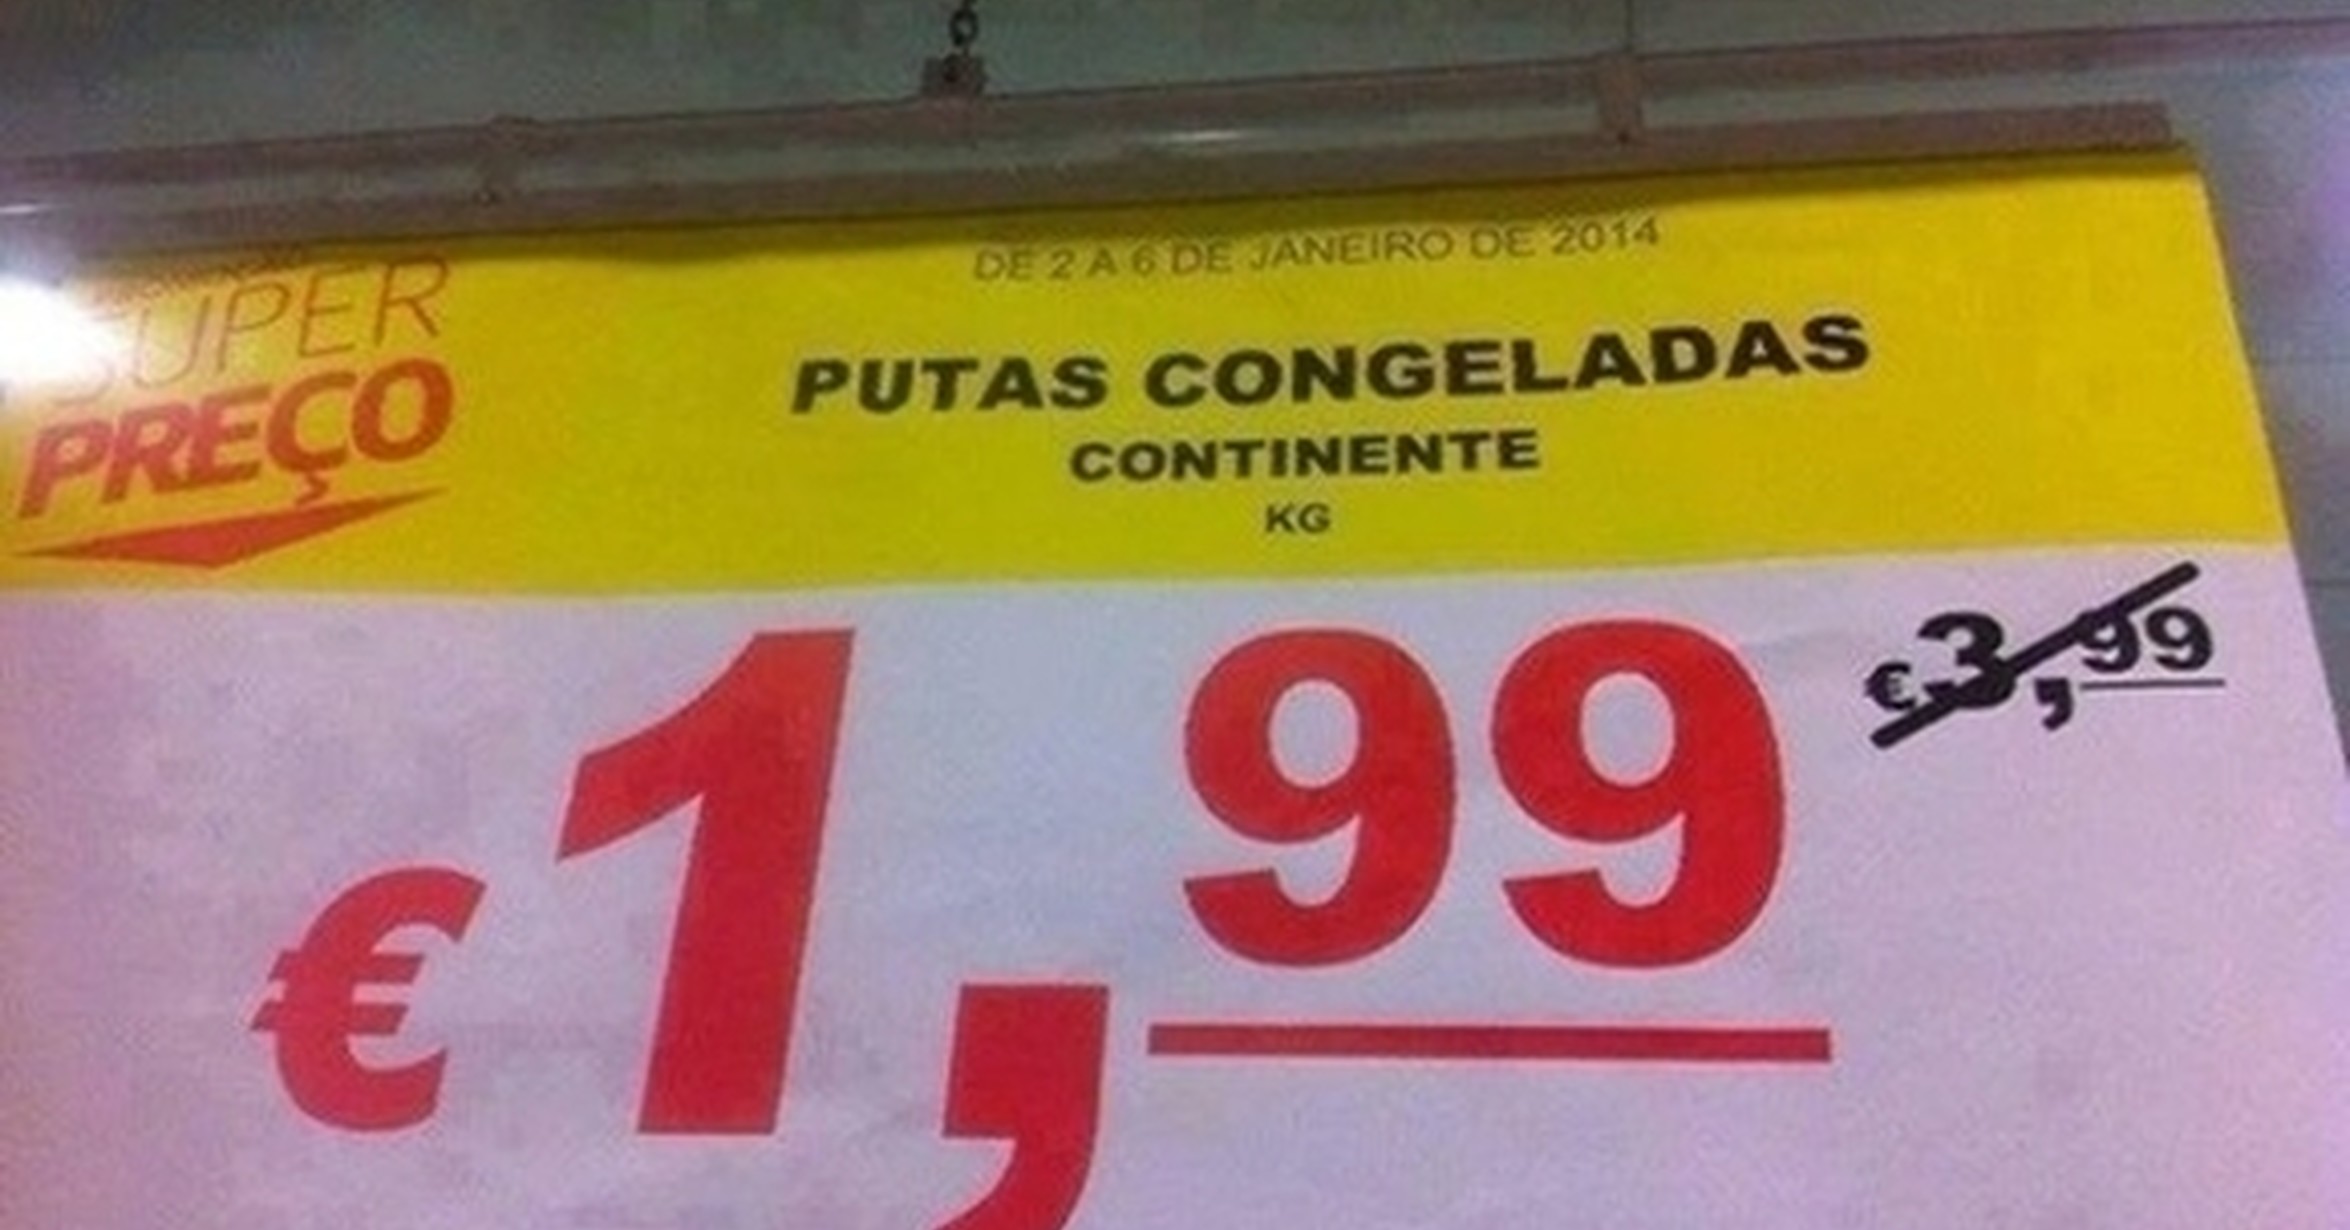 DE 2 A 6 DE JANEIRO DE 2014
SUPER
PREÇO
PUTAS CONGELADAS
CONTINENTE
KG
€ 1,99
€ 3,99